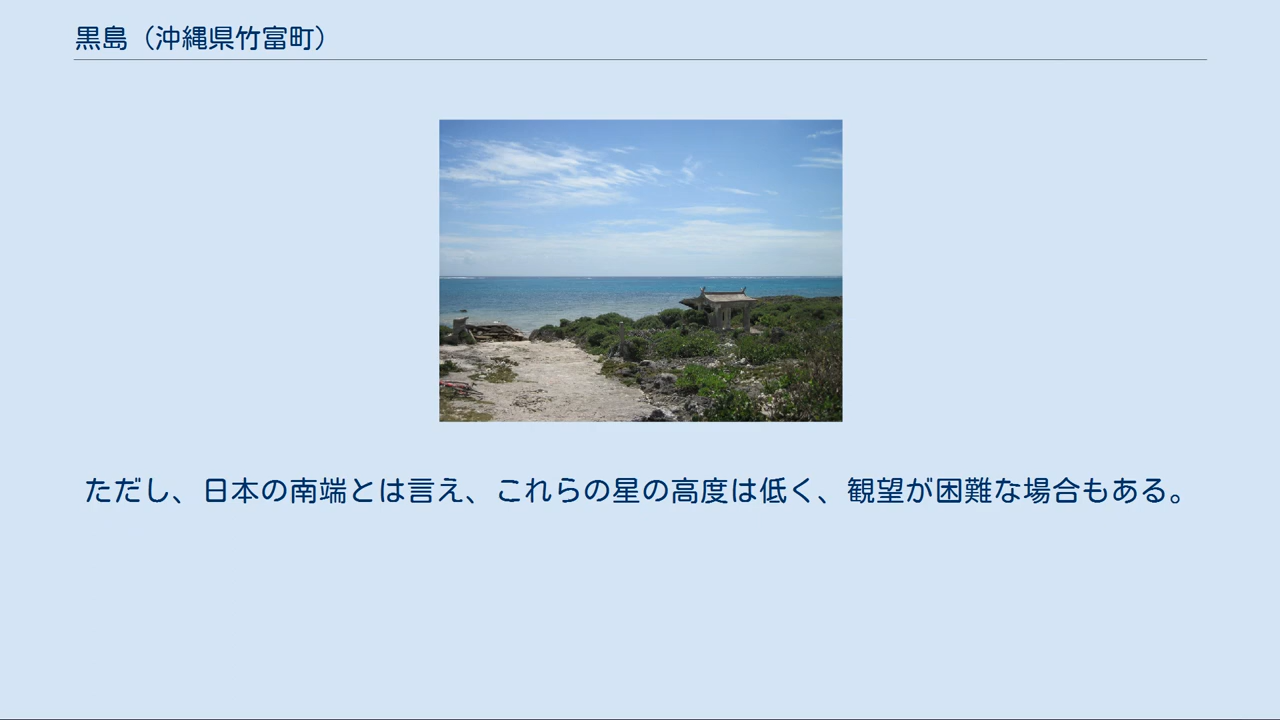 黒島（沖縄県竹富町）
ただし、日本の南端とは言え、これらの星の高度は低く、観望が困難な場合もある。